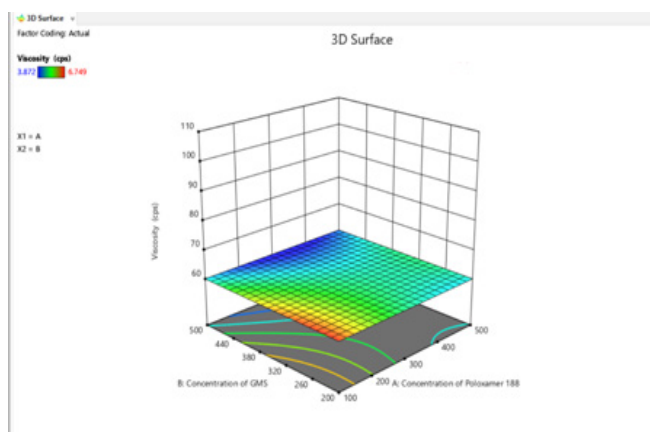 3D Surface
Factor Coding: Actual
3D Surface
Viscosity (cps)
3.872 6.749
X1 = A
X2 = B
110
100
90
80
70
60
Viscosity (cps)
500
440
380
320
260
200
100
200
300
400
500
B: Concentration of GMS
A: Concentration of Poloxamer 188